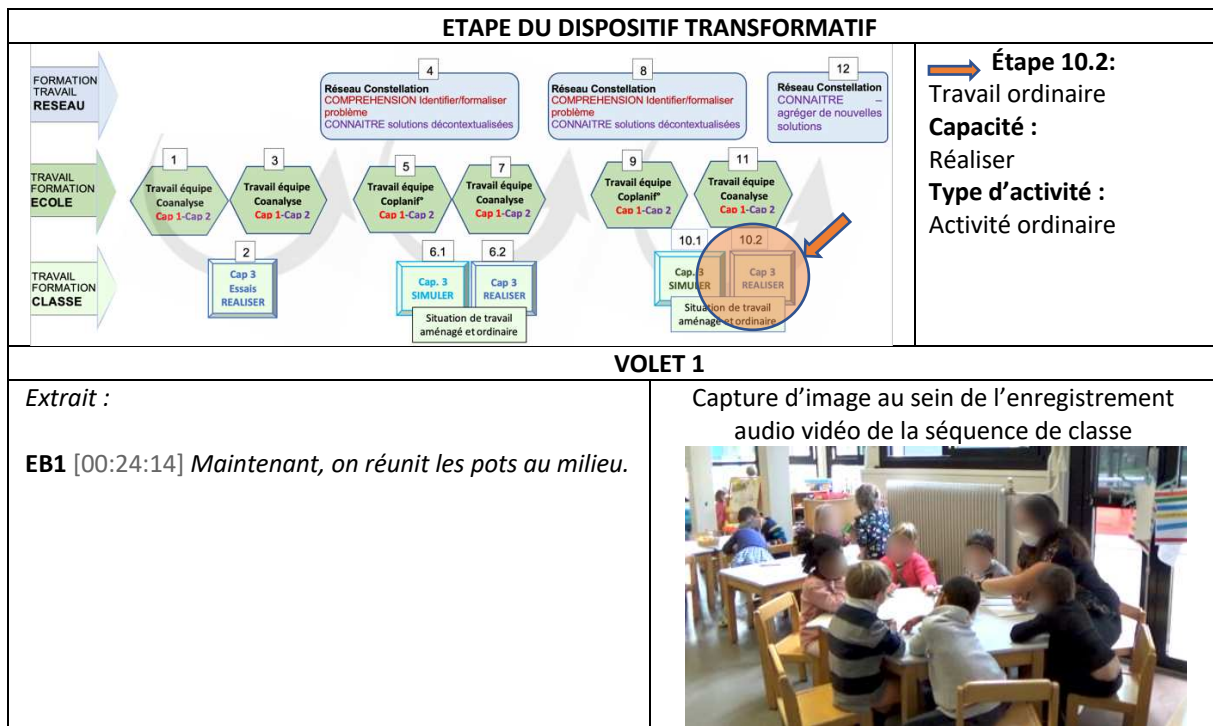 ETAPE DU DISPOSITIF TRANSFORMATIF
FORMATION
TRAVAIL
RESEAU
4
Réseau Constellation
COMPREHENSION Identifier/formaliser
problème
CONNAITRE solutions décontextualisées
8
Réseau Constellation
COMPREHENSION Identifier/formaliser
problème
CONNAITRE solutions décontextualisées
12
Réseau Constellation
CONNAITRE –
agréger de nouvelles
solutions
TRAVAIL
FORMATION
ECOLE
1
Travail équipe
Coanalyse
Cap 1-Cap 2
3
Travail équipe
Coanalyse
Cap 1-Cap 2
5
Travail équipe
Coplanif°
Cap 1-Cap 2
7
Travail équipe
Coanalyse
Cap 1-Cap 2
9
Travail équipe
Coplanif°
Cap 1-Cap 2
11
Travail équipe
Coanalyse
Cap 1-Cap 2
TRAVAIL
FORMATION
CLASSE
2
Cap 3
Essais
REALISER
6.1
Cap. 3
SIMULER
6.2
Cap 3
REALISER
Situation de travail
aménagé et ordinaire
10.1
Cap. 3
SIMULER
10.2
Cap 3
REALISER
Situation de travail
aménagé et ordinaire
Étape 10.2:
Travail ordinaire
Capacité :
Réaliser
Type d’activité :
Activité ordinaire
VOLET 1
Extrait :
EB1 [00:24:14] Maintenant, on réunit les pots au milieu.
Capture d’image au sein de l’enregistrement
audio vidéo de la séquence de classe